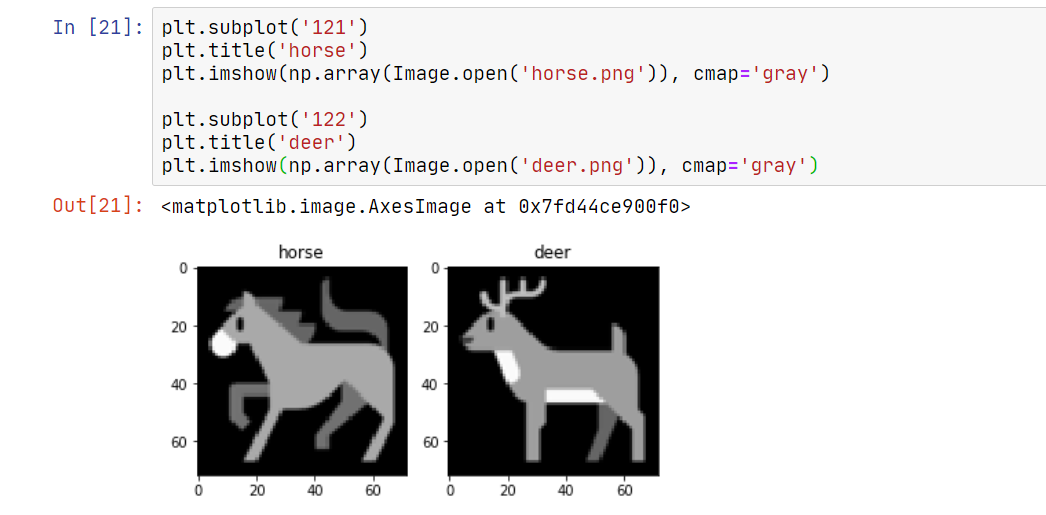 In [21]: plt.subplot('121')
plt.title('horse')
plt.imshow(np.array(Image.open('horse.png')), cmap='gray')
plt.subplot('122')
plt.title('deer')
plt.imshow(np.array(Image.open('deer.png')), cmap='gray')
Out[21]: <matplotlib.image.AxesImage at 0x7fd44ce900f0>
horse
0
20
40
60
0 20 40 60
deer
0
20
40
60
0 20 40 60